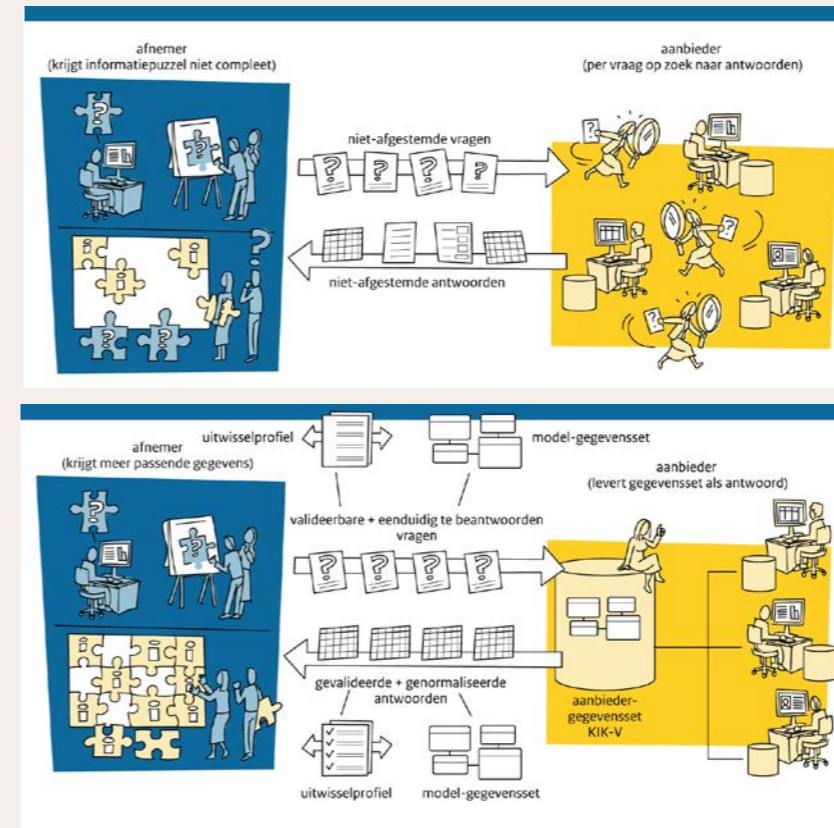 afnemer
(krijgt informatiepuzzel niet compleet)
aanbieder
(per vraag op zoek naar antwoorden)
niet-afgestemde vragen
niet-afgestemde antwoorden
uitwisselprofiel
model-gegevensset
afnemer
(krijgt meer passende gegevens)
aanbieder
(levert gegevensset als antwoord)
valideerbare + eenduidig te beantwoorden
vragen
gevalideerde + genormaliseerde
antwoorden
aanbieder-
gegevensset
KIK-V
uitwisselprofiel
model-gegevensset